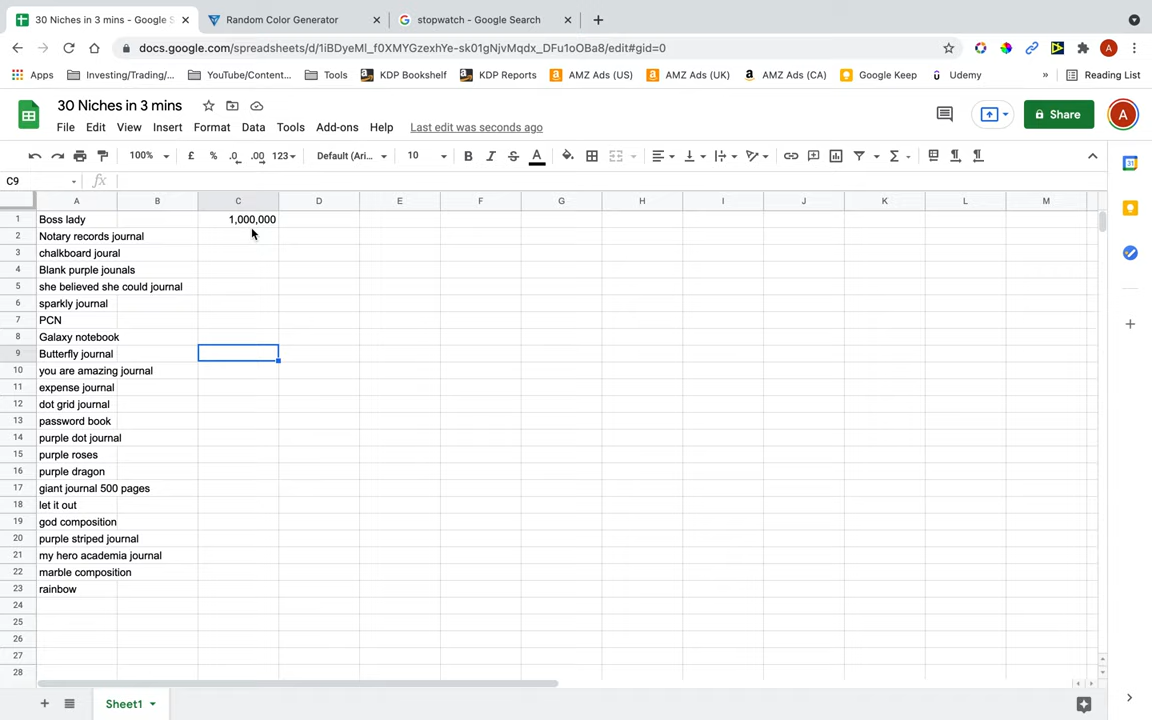 30 Niches in 3 mins - Google S
Random Color Generator
stopwatch - Google Search
docs.google.com/spreadsheets/d/1iBDyeMl_f0XMYGzexhYe-sk01gNjvMqdx_DFu1oOBa8/edit#gid=0
A
Apps
Investing/Trading/...
YouTube/Content...
Tools
KDP Bookshelf
KDP Reports
AMZ Ads (US)
AMZ Ads (UK)
AMZ Ads (CA)
Google Keep
Udemy
»
Reading List
30 Niches in 3 mins
Share
A
File Edit View Insert Format Data Tools Add-ons Help Last edit was seconds ago
100% £ % .0 .00 123 Default (Ari... 10 B I S A Σ
C9 fx
A B C D E F G H I J K L M
1 Boss lady 1,000,000
2 Notary records journal
3 chalkboard joural
4 Blank purple jounals
5 she believed she could journal
6 sparkly journal
7 PCN
8 Galaxy notebook
9 Butterfly journal
10 you are amazing journal
11 expense journal
12 dot grid journal
13 password book
14 purple dot journal
15 purple roses
16 purple dragon
17 giant journal 500 pages
18 let it out
19 god composition
20 purple striped journal
21 my hero academia journal
22 marble composition
23 rainbow
24
25
26
27
28
Sheet1
31